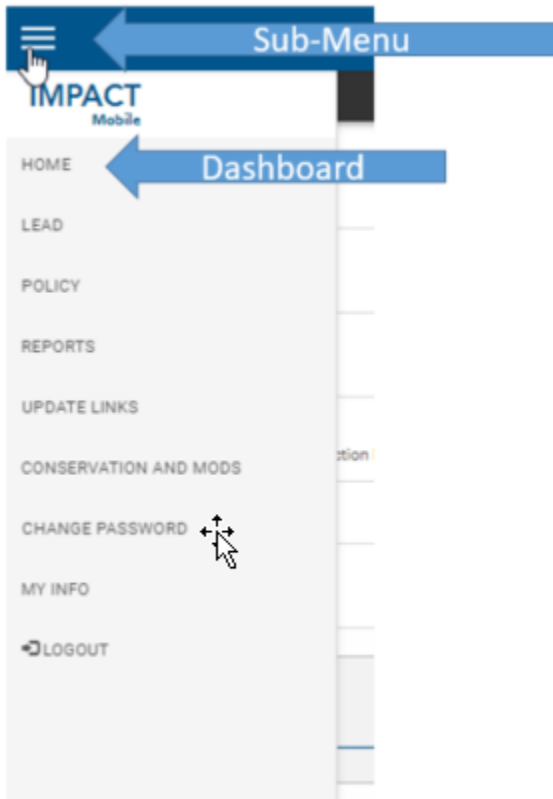 Sub-Menu
IMPACT
Mobile
HOME
Dashboard
LEAD
POLICY
REPORTS
UPDATE LINKS
ction
CONSERVATION AND MODS
CHANGE PASSWORD
MY INFO
LOGOUT